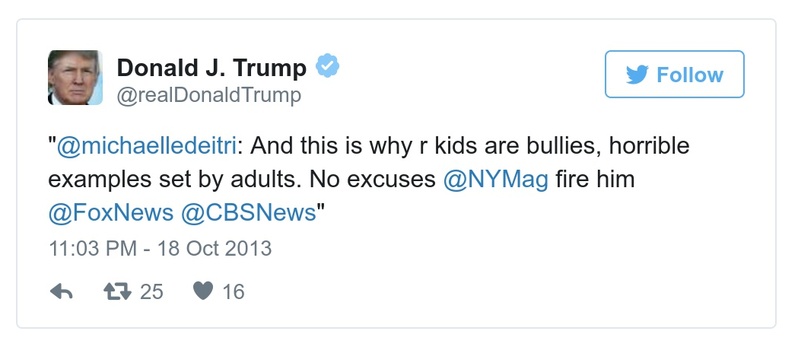 Donald J. Trump
@realDonaldTrump
Follow
"@michaelledeitri: And this is why r kids are bullies, horrible
examples set by adults. No excuses @NYMag fire him
@FoxNews @CBSNews"
11:03 PM - 18 Oct 2013
25 16